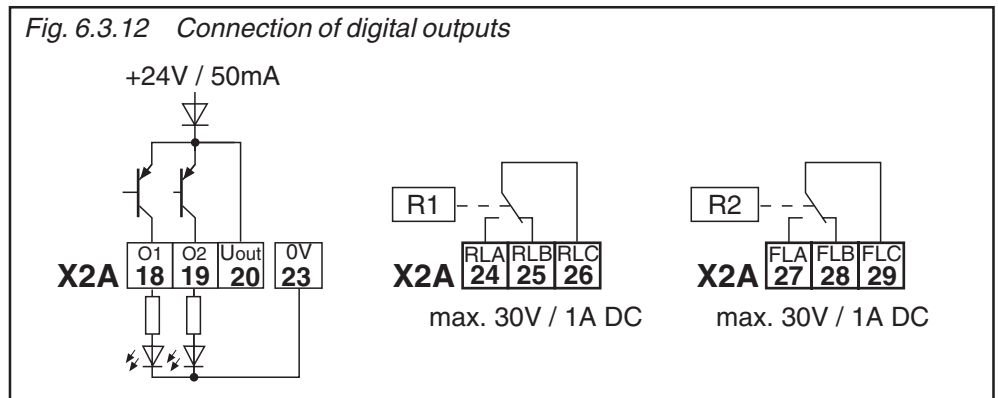 Fig. 6.3.12 Connection of digital outputs
+24V / 50mA
R1
R2
O1 O2 Uout 0V
X2A 18 19 20 23
RLA RLB RLC
X2A 24 25 26
FLA FLB FLC
X2A 27 28 29
max. 30V / 1A DC
max. 30V / 1A DC